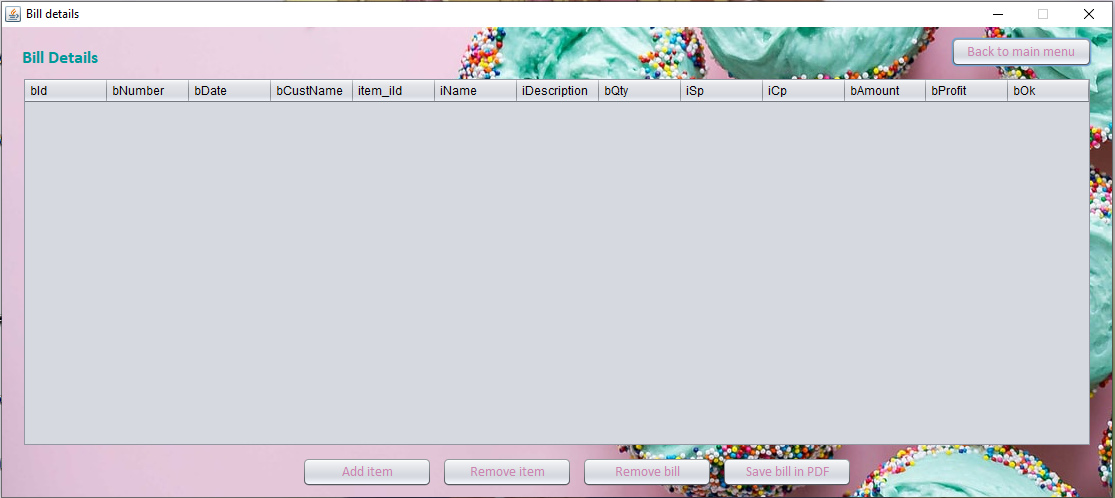 Bill details
Bill Details
Back to main menu
bId bNumber bDate bCustName item_iId iName iDescription bQty iSp iCp bAmount bProfit bOk
Add item Remove item Remove bill Save bill in PDF